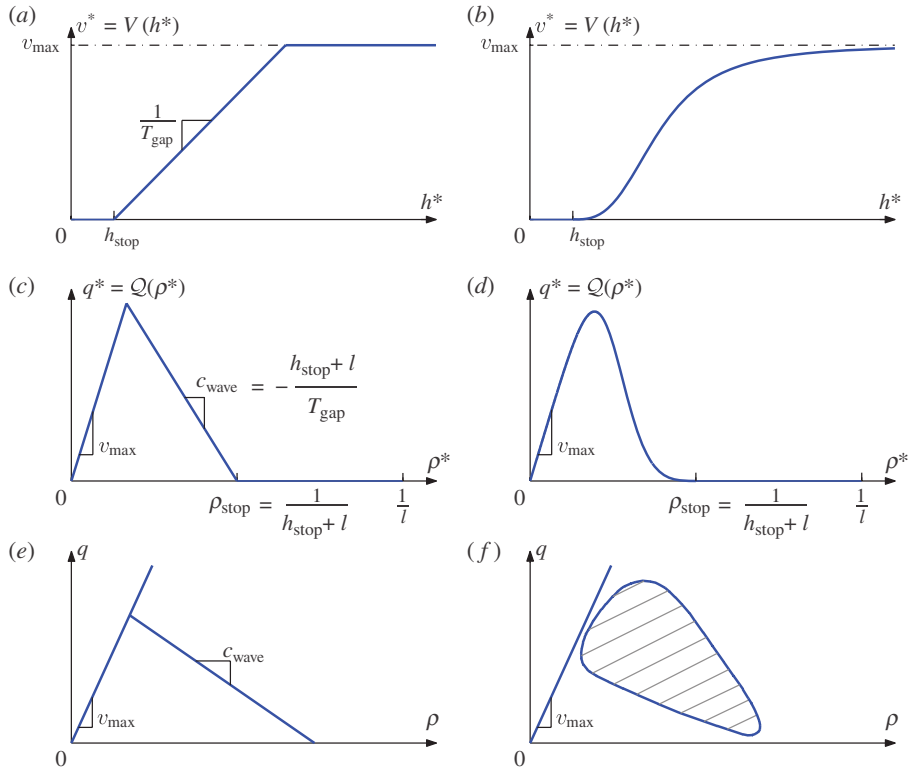 (a)
v* = V(h*)
v_max
1
T_gap
h*
0
h_stop
(b)
v* = V(h*)
v_max
h*
0
h_stop
(c)
q* = 𝒬(ρ*)
c_wave = − (h_stop + l) / T_gap
v_max
ρ*
0
ρ_stop = 1 / (h_stop + l)
1/l
(d)
q* = 𝒬(ρ*)
v_max
ρ*
0
ρ_stop = 1 / (h_stop + l)
1/l
(e)
q
c_wave
v_max
ρ
0
(f)
q
v_max
ρ
0